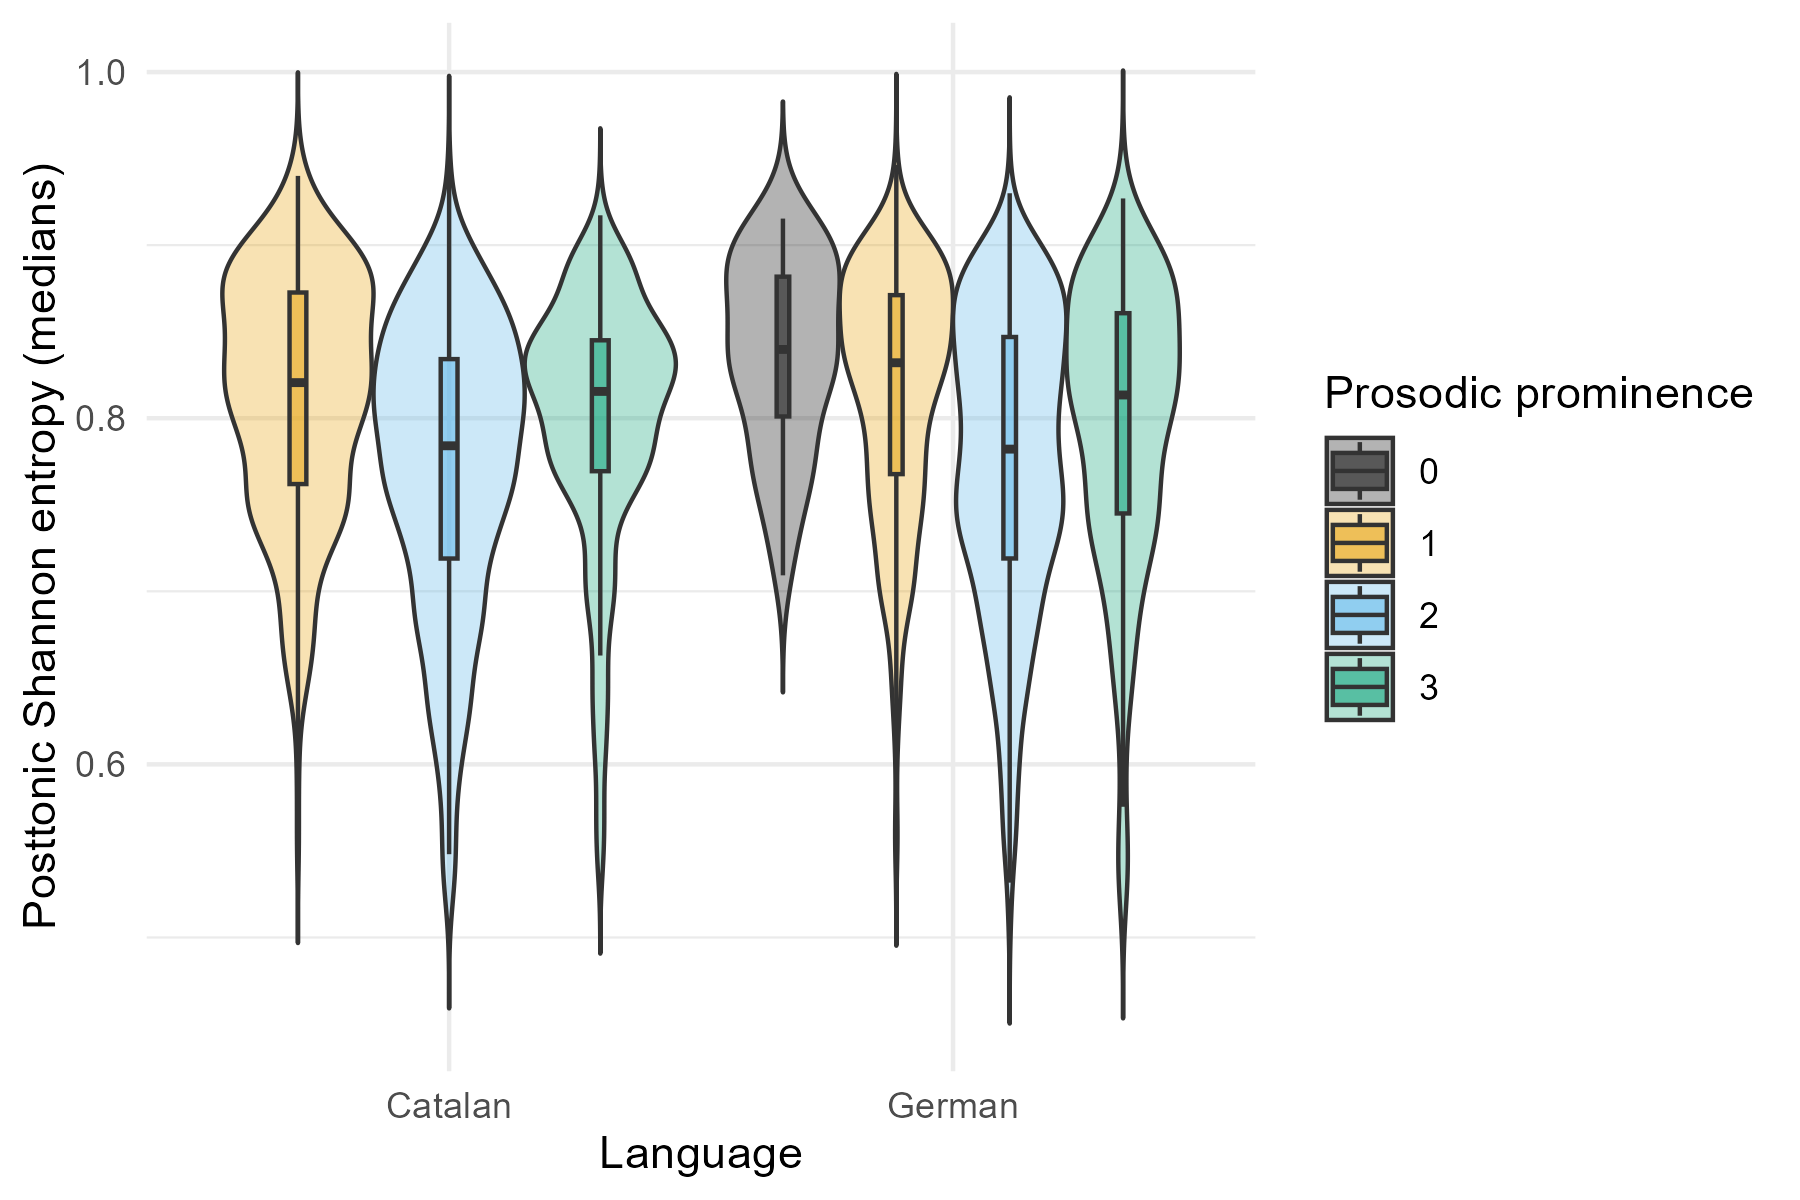 Posttonic Shannon entropy (medians)
1.0
0.8
0.6
Catalan
German
Language
Prosodic prominence
0
1
2
3